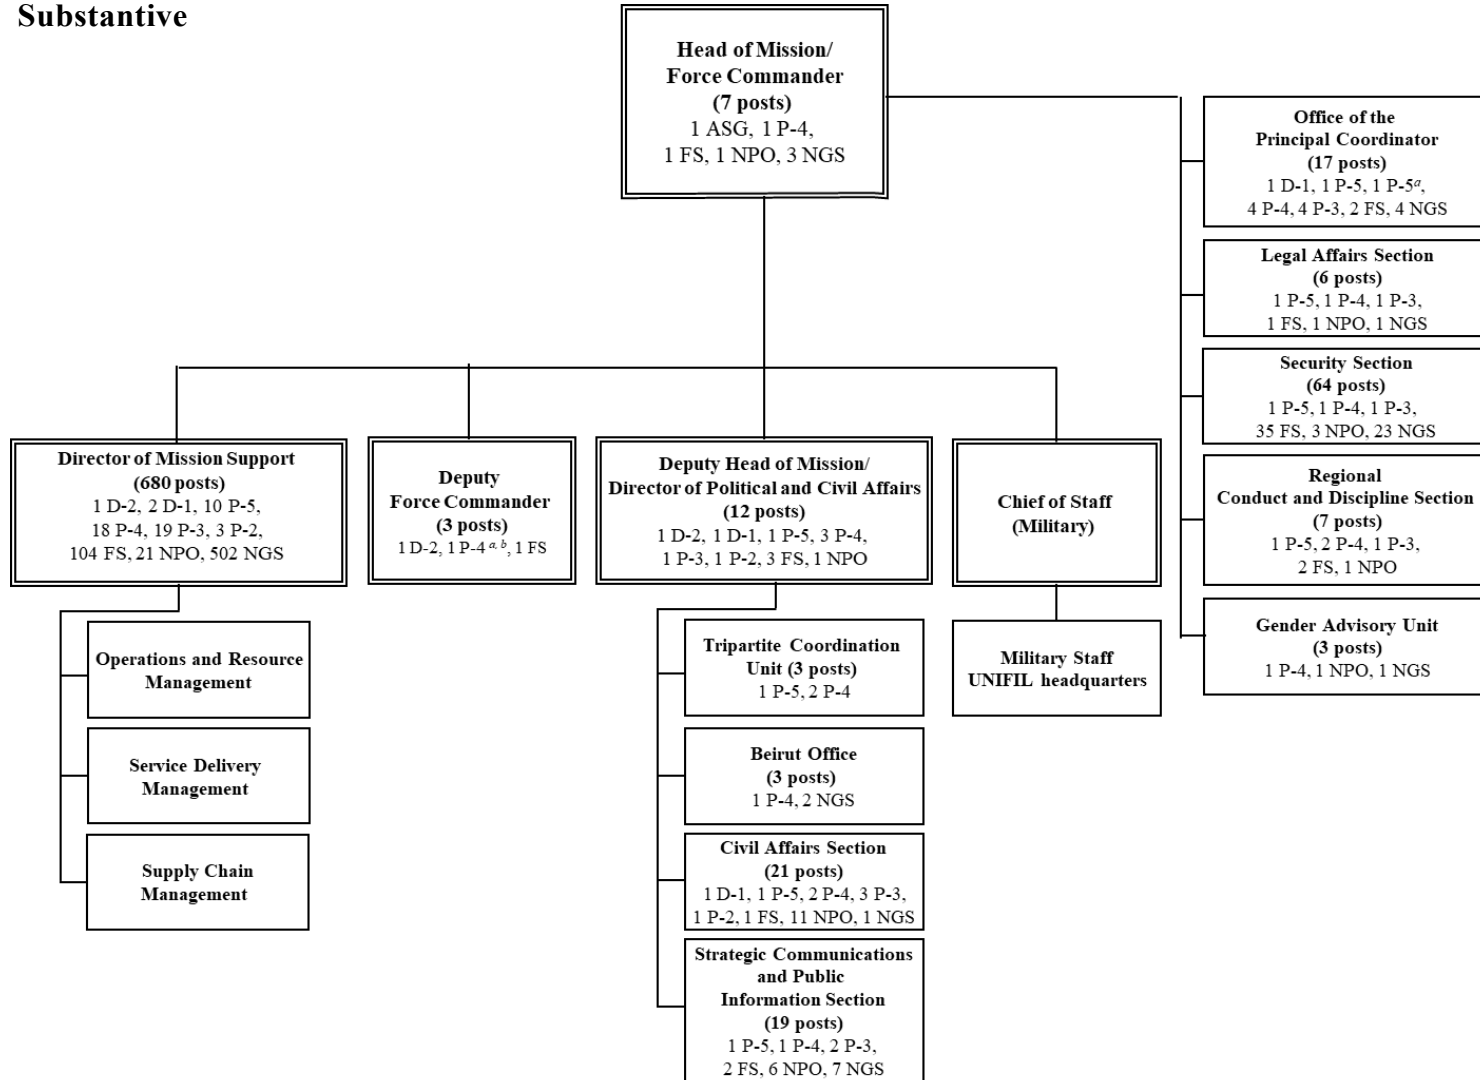 Substantive
Head of Mission/
Force Commander
(7 posts)
1 ASG, 1 P-4,
1 FS, 1 NPO, 3 NGS
Office of the
Principal Coordinator
(17 posts)
1 D-1, 1 P-5, 1 P-5a,
4 P-4, 4 P-3, 2 FS, 4 NGS
Legal Affairs Section
(6 posts)
1 P-5, 1 P-4, 1 P-3,
1 FS, 1 NPO, 1 NGS
Security Section
(64 posts)
1 P-5, 1 P-4, 1 P-3,
35 FS, 3 NPO, 23 NGS
Regional
Conduct and Discipline Section
(7 posts)
1 P-5, 2 P-4, 1 P-3,
2 FS, 1 NPO
Gender Advisory Unit
(3 posts)
1 P-4, 1 NPO, 1 NGS
Director of Mission Support
(680 posts)
1 D-2, 2 D-1, 10 P-5,
18 P-4, 19 P-3, 3 P-2,
104 FS, 21 NPO, 502 NGS
Operations and Resource
Management
Service Delivery
Management
Supply Chain
Management
Deputy
Force Commander
(3 posts)
1 D-2, 1 P-4 a, b, 1 FS
Deputy Head of Mission/
Director of Political and Civil Affairs
(12 posts)
1 D-2, 1 D-1, 1 P-5, 3 P-4,
1 P-3, 1 P-2, 3 FS, 1 NPO
Tripartite Coordination
Unit (3 posts)
1 P-5, 2 P-4
Beirut Office
(3 posts)
1 P-4, 2 NGS
Civil Affairs Section
(21 posts)
1 D-1, 1 P-5, 2 P-4, 3 P-3,
1 P-2, 1 FS, 11 NPO, 1 NGS
Strategic Communications
and Public
Information Section
(19 posts)
1 P-5, 1 P-4, 2 P-3,
2 FS, 6 NPO, 7 NGS
Chief of Staff
(Military)
Military Staff
UNIFIL headquarters